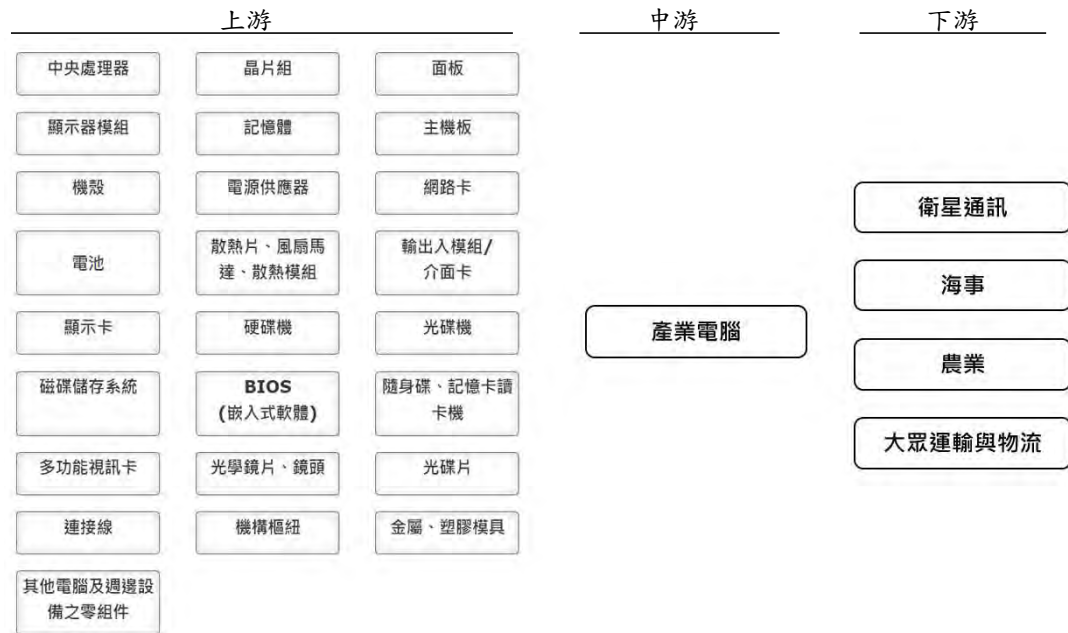 上游
中游
下游
中央處理器
晶片組
面板
顯示器模組
記憶體
主機板
機殼
電源供應器
網路卡
電池
散熱片、風扇馬
達、散熱模組
輸出入模組/
介面卡
顯示卡
硬碟機
光碟機
磁碟儲存系統
BIOS
(嵌入式軟體)
隨身碟、記憶卡讀
卡機
多功能視訊卡
光學鏡片、鏡頭
光碟片
連接線
機構樞紐
金屬、塑膠模具
其他電腦及週邊設
備之零組件
產業電腦
衛星通訊
海事
農業
大眾運輸與物流